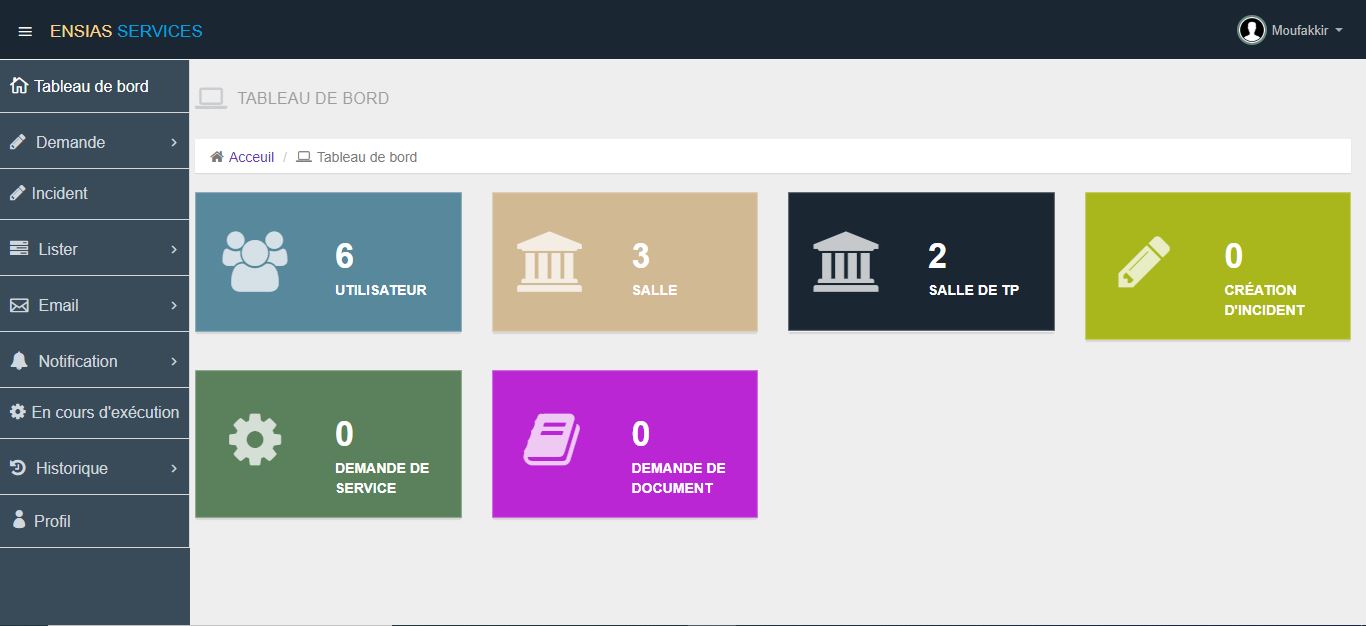 ENSIAS SERVICES
Moufakkir
Tableau de bord
Demande
Incident
Lister
Email
Notification
En cours d'exécution
Historique
Profil
TABLEAU DE BORD
Acceuil / Tableau de bord
6
UTILISATEUR
3
SALLE
2
SALLE DE TP
0
CRÉATION
D'INCIDENT
0
DEMANDE DE
SERVICE
0
DEMANDE DE
DOCUMENT